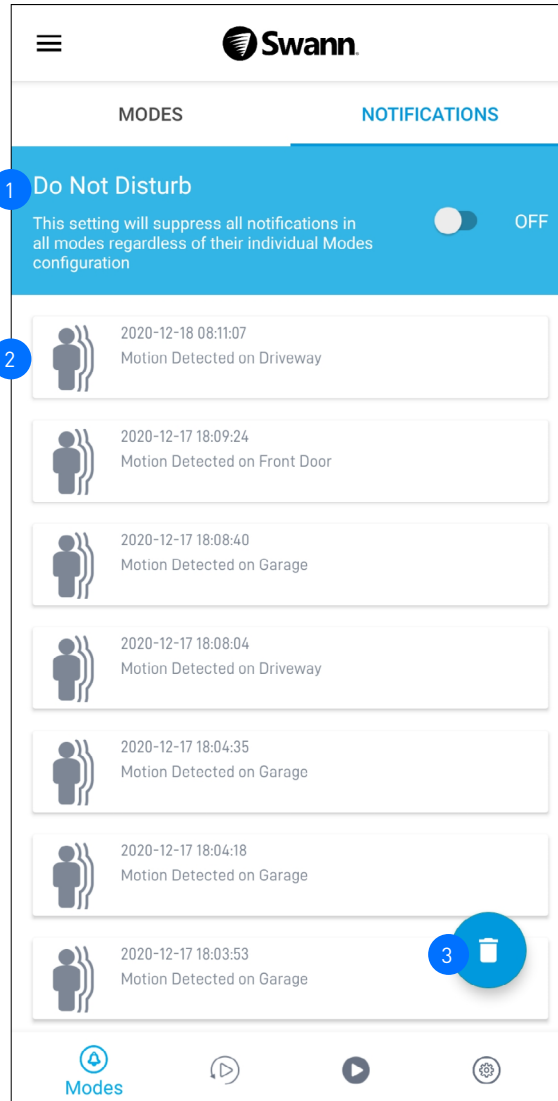 Swann
MODES
NOTIFICATIONS
1
Do Not Disturb
This setting will suppress all notifications in
all modes regardless of their individual Modes
configuration
OFF
2
2020-12-18 08:11:07
Motion Detected on Driveway
2020-12-17 18:09:24
Motion Detected on Front Door
2020-12-17 18:08:40
Motion Detected on Garage
2020-12-17 18:08:04
Motion Detected on Driveway
2020-12-17 18:04:35
Motion Detected on Garage
2020-12-17 18:04:18
Motion Detected on Garage
2020-12-17 18:03:53
Motion Detected on Garage
3
Modes